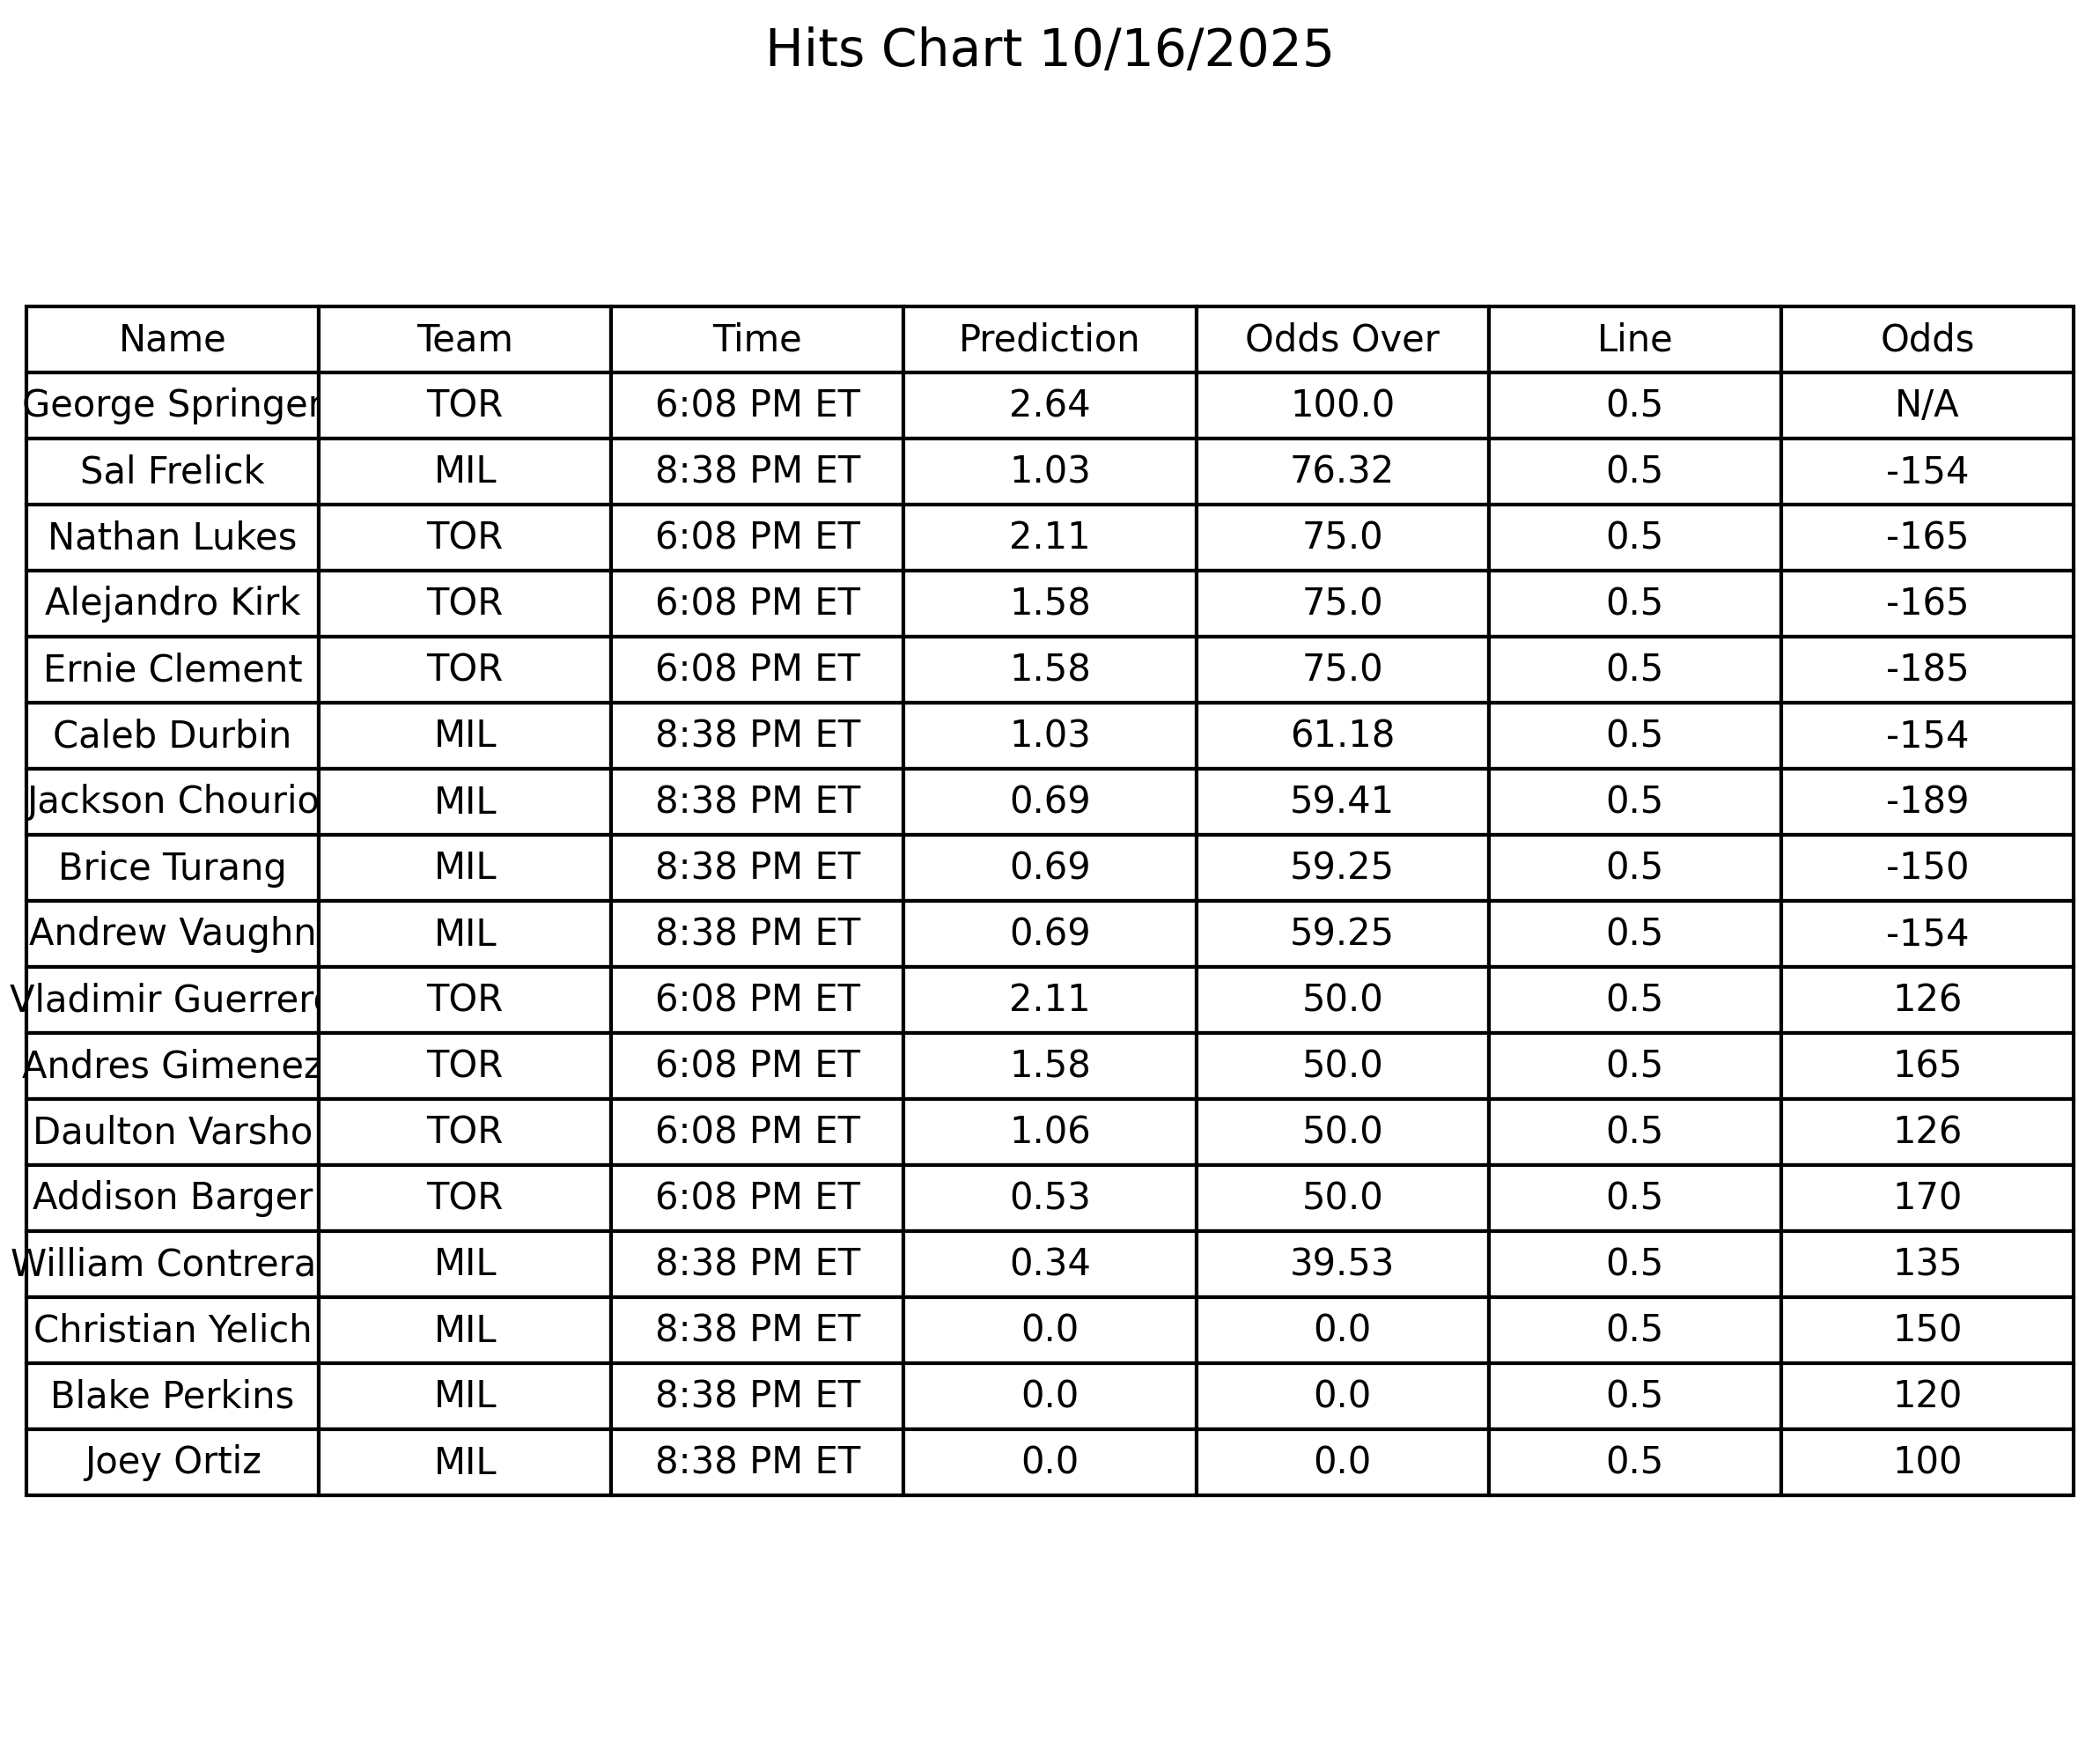 Hits Chart 10/16/2025
Name Team Time Prediction Odds Over Line Odds
George Springer TOR 6:08 PM ET 2.64 100.0 0.5 N/A
Sal Frelick MIL 8:38 PM ET 1.03 76.32 0.5 -154
Nathan Lukes TOR 6:08 PM ET 2.11 75.0 0.5 -165
Alejandro Kirk TOR 6:08 PM ET 1.58 75.0 0.5 -165
Ernie Clement TOR 6:08 PM ET 1.58 75.0 0.5 -185
Caleb Durbin MIL 8:38 PM ET 1.03 61.18 0.5 -154
Jackson Chourio MIL 8:38 PM ET 0.69 59.41 0.5 -189
Brice Turang MIL 8:38 PM ET 0.69 59.25 0.5 -150
Andrew Vaughn MIL 8:38 PM ET 0.69 59.25 0.5 -154
Vladimir Guerrero TOR 6:08 PM ET 2.11 50.0 0.5 126
Andres Gimenez TOR 6:08 PM ET 1.58 50.0 0.5 165
Daulton Varsho TOR 6:08 PM ET 1.06 50.0 0.5 126
Addison Barger TOR 6:08 PM ET 0.53 50.0 0.5 170
William Contrera MIL 8:38 PM ET 0.34 39.53 0.5 135
Christian Yelich MIL 8:38 PM ET 0.0 0.0 0.5 150
Blake Perkins MIL 8:38 PM ET 0.0 0.0 0.5 120
Joey Ortiz MIL 8:38 PM ET 0.0 0.0 0.5 100